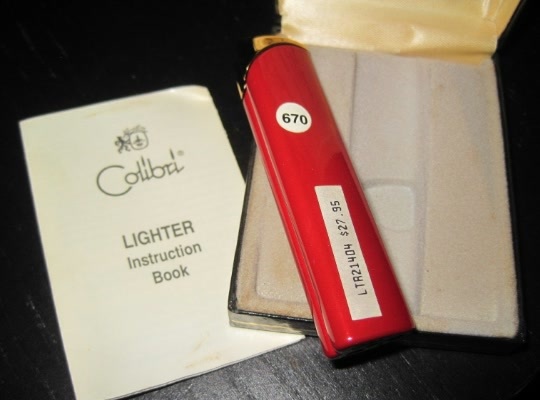 Colibri®
LIGHTER
Instruction
Book
670
LTR21404 $27.95